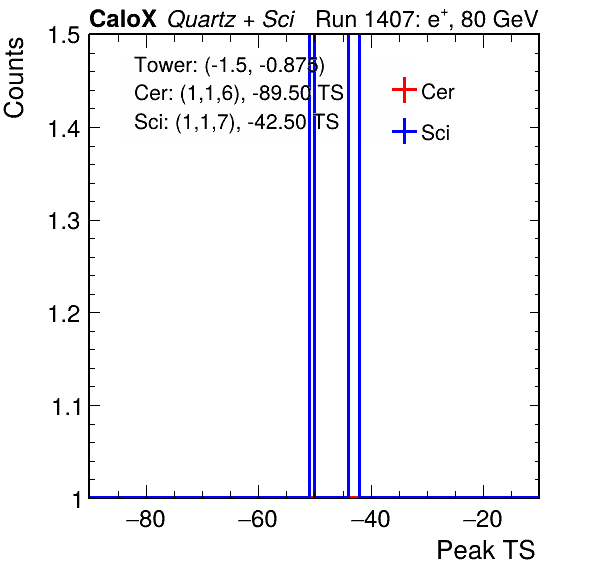 CaloX Quartz + Sci Run 1407: e⁺, 80 GeV
Counts
1.5
1.4
1.3
1.2
1.1
1
Tower: (-1.5, -0.875)
Cer: (1,1,6), -89.50 TS
Sci: (1,1,7), -42.50 TS
Cer
Sci
−80 −60 −40 −20
Peak TS